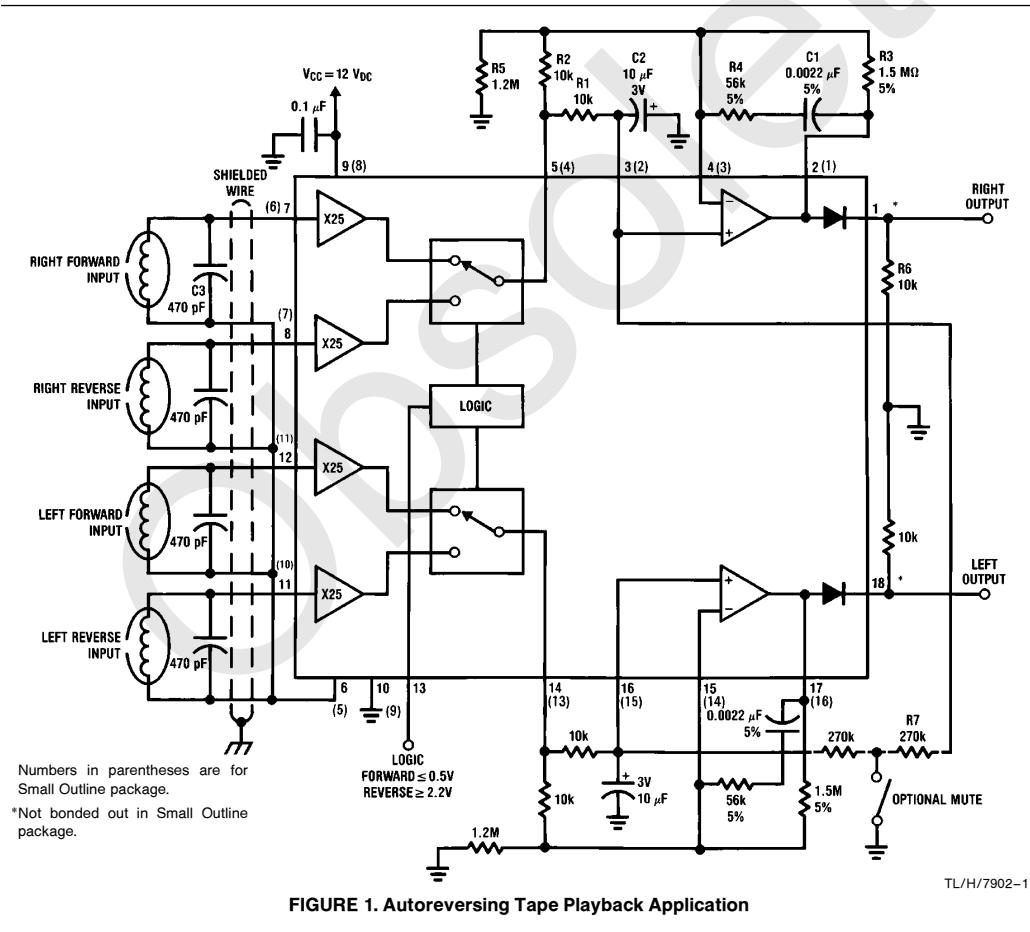 Obsolete
R5
1.2M
R2
10k
R1
10k
C2
10 μF
3V
+
R4
56k
5%
C1
0.0022 μF
5%
R3
1.5 MΩ
5%
VCC = 12 VDC
0.1 μF
9 (8)
5 (4)
3 (2)
4 (3)
2 (1)
SHIELDED
WIRE
(6) 7
X25
−
+
1
*
RIGHT
OUTPUT
RIGHT FORWARD
INPUT
C3
470 pF
R6
10k
(7)
8
X25
RIGHT REVERSE
INPUT
470 pF
LOGIC
(11)
12
X25
LEFT FORWARD
INPUT
470 pF
10k
(10)
11
X25
+
−
18
*
LEFT
OUTPUT
LEFT REVERSE
INPUT
470 pF
6
(5)
10
(9)
13
14
(13)
16
(15)
15
(14)
17
(16)
0.0022 μF
5%
LOGIC
FORWARD ≤ 0.5V
REVERSE ≥ 2.2V
10k
270k
R7
270k
10k
+
3V
10 μF
56k
5%
1.5M
5%
OPTIONAL MUTE
1.2M
Numbers in parentheses are for
Small Outline package.
*Not bonded out in Small Outline
package.
TL/H/7902–1
FIGURE 1. Autoreversing Tape Playback Application